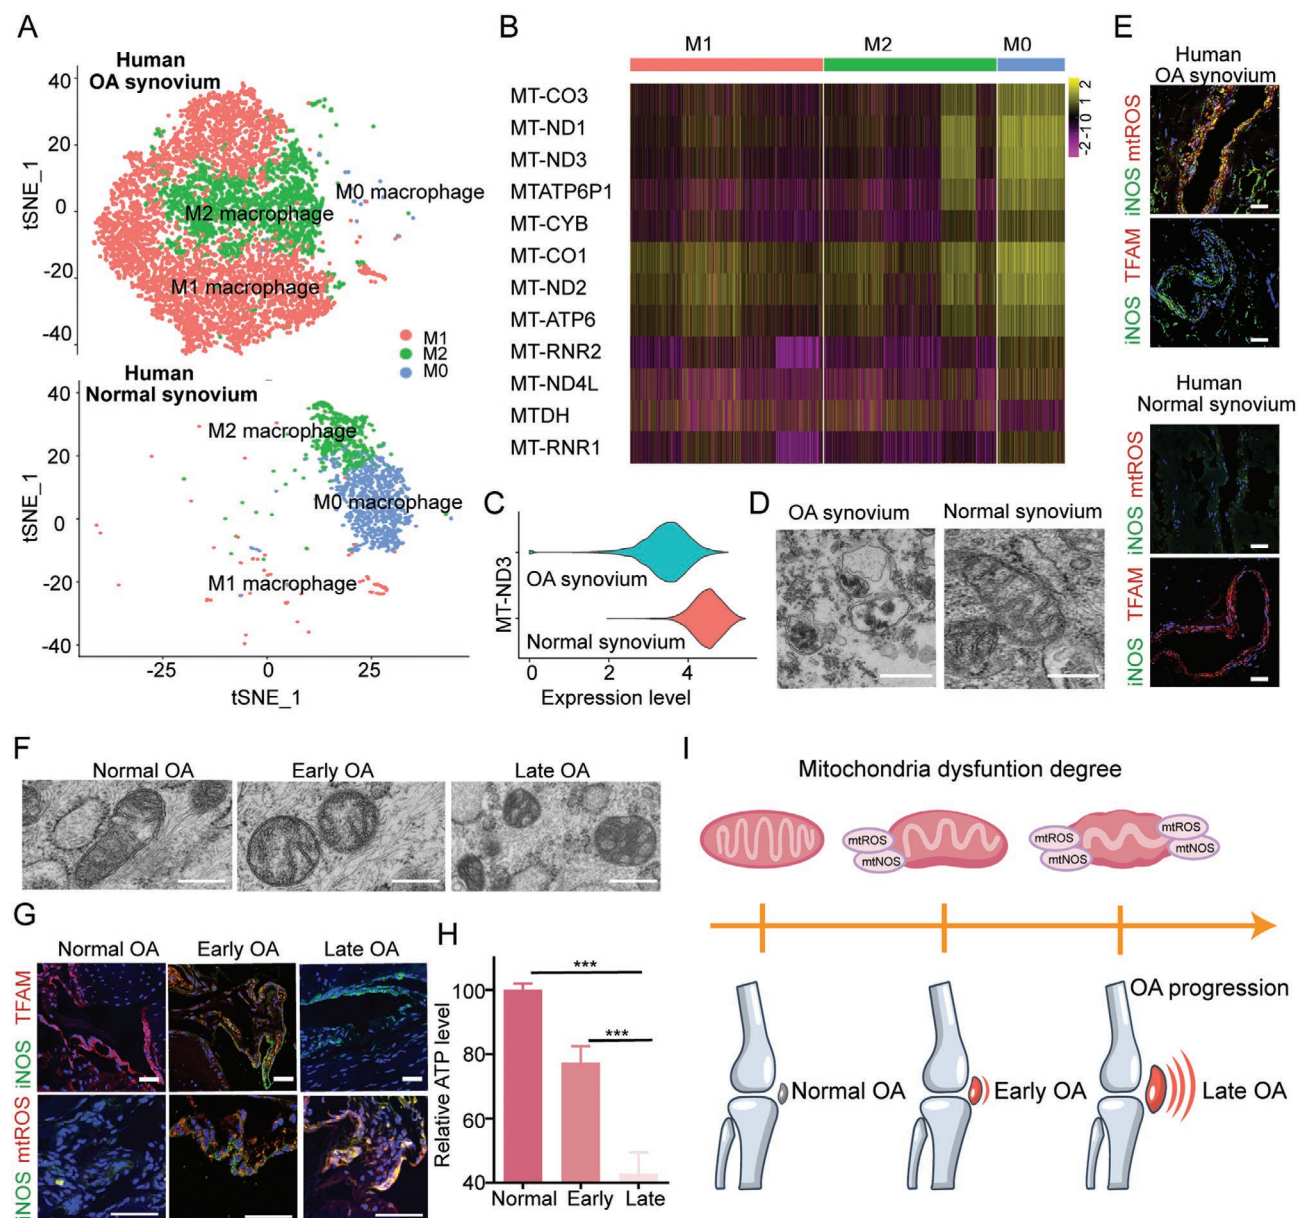 A
Human
OA synovium
tSNE_1
40
20
0
-20
-40
M0 macrophage
M2 macrophage
M1 macrophage
M1
M2
M0
Human
Normal synovium
tSNE_1
40
20
0
-20
-40
M2 macrophage
M0 macrophage
M1 macrophage
-25
0
25
tSNE_1
B
M1
M2
M0
MT-CO3
MT-ND1
MT-ND3
MTATP6P1
MT-CYB
MT-CO1
MT-ND2
MT-ATP6
MT-RNR2
MT-ND4L
MTDH
MT-RNR1
-2-10 1 2
C
MT-ND3
OA synovium
Normal synovium
0
2
4
Expression level
D
OA synovium
Normal synovium
E
Human
OA synovium
iNOS mtROS
iNOS TFAM
Human
Normal synovium
iNOS mtROS
iNOS TFAM
F
Normal OA
Early OA
Late OA
G
Normal OA
Early OA
Late OA
iNOS TFAM
iNOS mtROS
H
Relative ATP level
100
80
60
40
***
***
Normal
Early
Late
I
Mitochondria dysfuntion degree
mtROS
mtNOS
mtROS
mtNOS
mtROS
mtNOS
OA progression
Normal OA
Early OA
Late OA